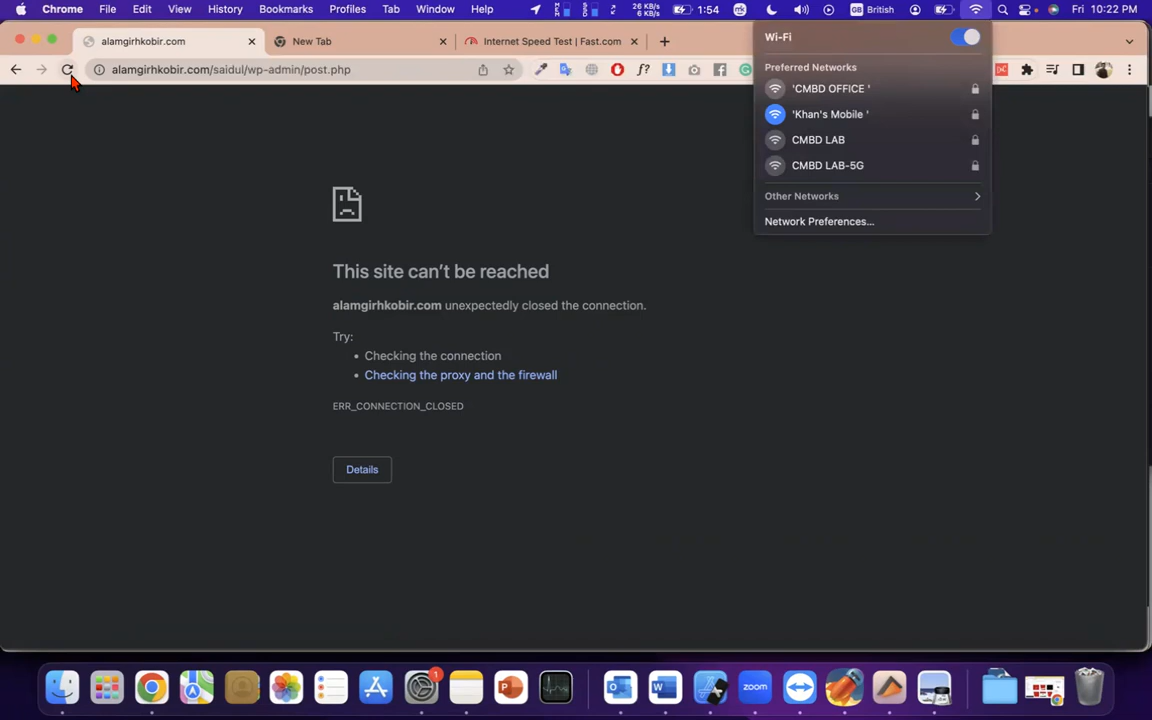 Chrome File Edit View History Bookmarks Profiles Tab Window Help 26 KB/s 6 KB/s 1:54 GB British Fri 10:22 PM
alamgirhkobir.com New Tab Internet Speed Test | Fast.com
alamgirhkobir.com/saidul/wp-admin/post.php
Wi-Fi
Preferred Networks
'CMBD OFFICE '
'Khan's Mobile '
CMBD LAB
CMBD LAB-5G
Other Networks
Network Preferences...
This site can't be reached
alamgirhkobir.com unexpectedly closed the connection.
Try:
• Checking the connection
• Checking the proxy and the firewall
ERR_CONNECTION_CLOSED
Details
1
zoom